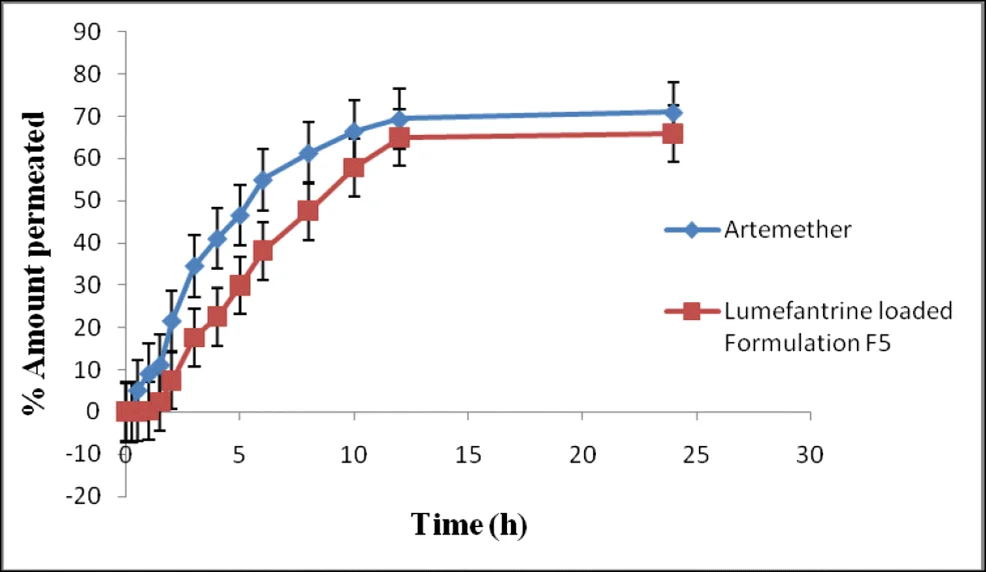 90
80
70
60
50
40
30
20
10
0
-10
-20
0 5 10 15 20 25 30
% Amount permeated
Time (h)
Artemether
Lumefantrine loaded
Formulation F5